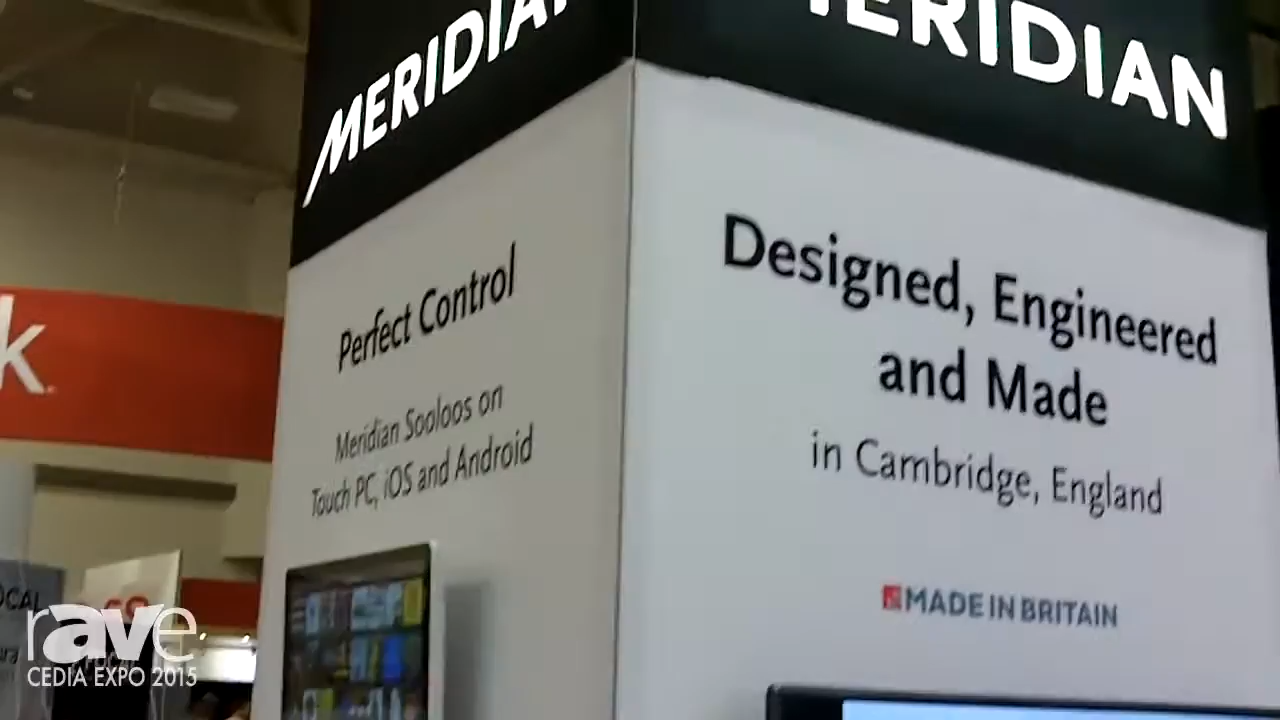 MERIDIAN
MERIDIAN
Perfect Control
Meridian Sooloos on
Touch PC, iOS and Android
Designed, Engineered
and Made
in Cambridge, England
MADE IN BRITAIN
k.
rave
CEDIA EXPO 2015